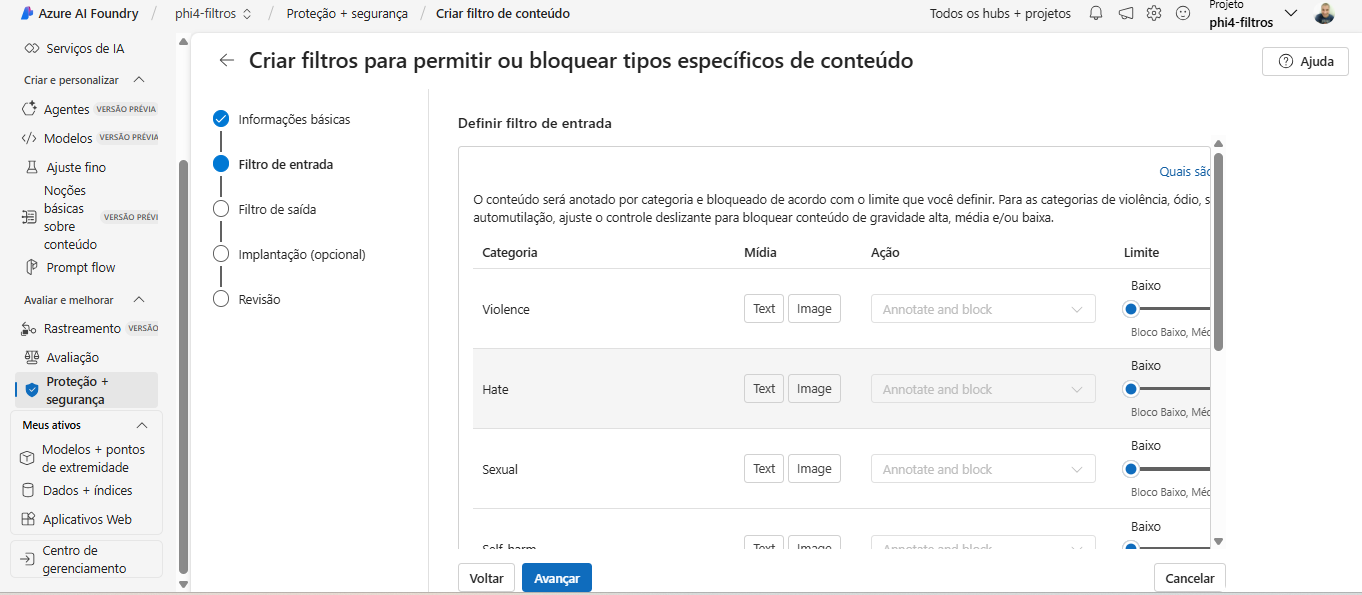 Azure AI Foundry / phi4-filtros / Proteção + segurança / Criar filtro de conteúdo
Todos os hubs + projetos
Projeto
phi4-filtros
Serviços de IA
Criar e personalizar
Agentes VERSÃO PRÉVIA
Modelos VERSÃO PRÉVIA
Ajuste fino
Noções
básicas
sobre
conteúdo
VERSÃO PRÉVI
Prompt flow
Avaliar e melhorar
Rastreamento VERSÃO
Avaliação
Proteção +
segurança
Meus ativos
Modelos + pontos
de extremidade
Dados + índices
Aplicativos Web
Centro de
gerenciamento
Criar filtros para permitir ou bloquear tipos específicos de conteúdo
Ajuda
Informações básicas
Filtro de entrada
Filtro de saída
Implantação (opcional)
Revisão
Definir filtro de entrada
Quais são
O conteúdo será anotado por categoria e bloqueado de acordo com o limite que você definir. Para as categorias de violência, ódio, s
automutilação, ajuste o controle deslizante para bloquear conteúdo de gravidade alta, média e/ou baixa.
Categoria Mídia Ação Limite
Baixo
Violence Text Image Annotate and block
Bloco Baixo, Méd
Baixo
Hate Text Image Annotate and block
Bloco Baixo, Méd
Baixo
Sexual Text Image Annotate and block
Bloco Baixo, Méd
Baixo
Self-harm Text Image Annotate and block
Voltar Avançar Cancelar